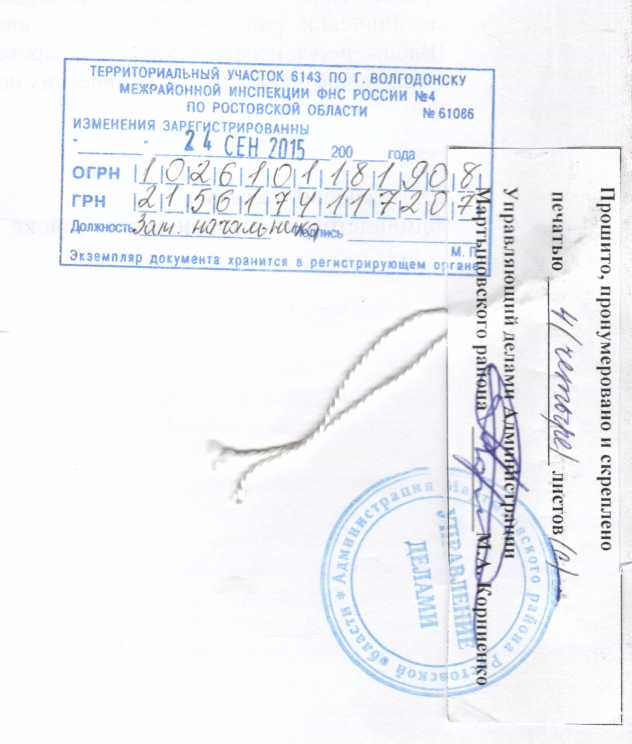 ТЕРРИТОРИАЛЬНЫЙ УЧАСТОК 6143 ПО Г. ВОЛГОДОНСКУ
МЕЖРАЙОННОЙ ИНСПЕКЦИИ ФНС РОССИИ №4
ПО РОСТОВСКОЙ ОБЛАСТИ № 61086
ИЗМЕНЕНИЯ ЗАРЕГИСТРИРОВАННЫ
- - 24 СЕН 2015 200 года
ОГРН 1026101181908
ГРН 2156174117207
Должность Зам. начальника Подпись
М. П.
Экземпляр документа хранится в регистрирующем органе
Прошито, пронумеровано и скреплено
печатью 4/четыре/ листов (а)
Управляющий делами Администрации
Мартыновского района М.А. Корниенко
* Администрация Мартыновского района Ростовской области
УПРАВЛЕНИЕ
ДЕЛАМИ